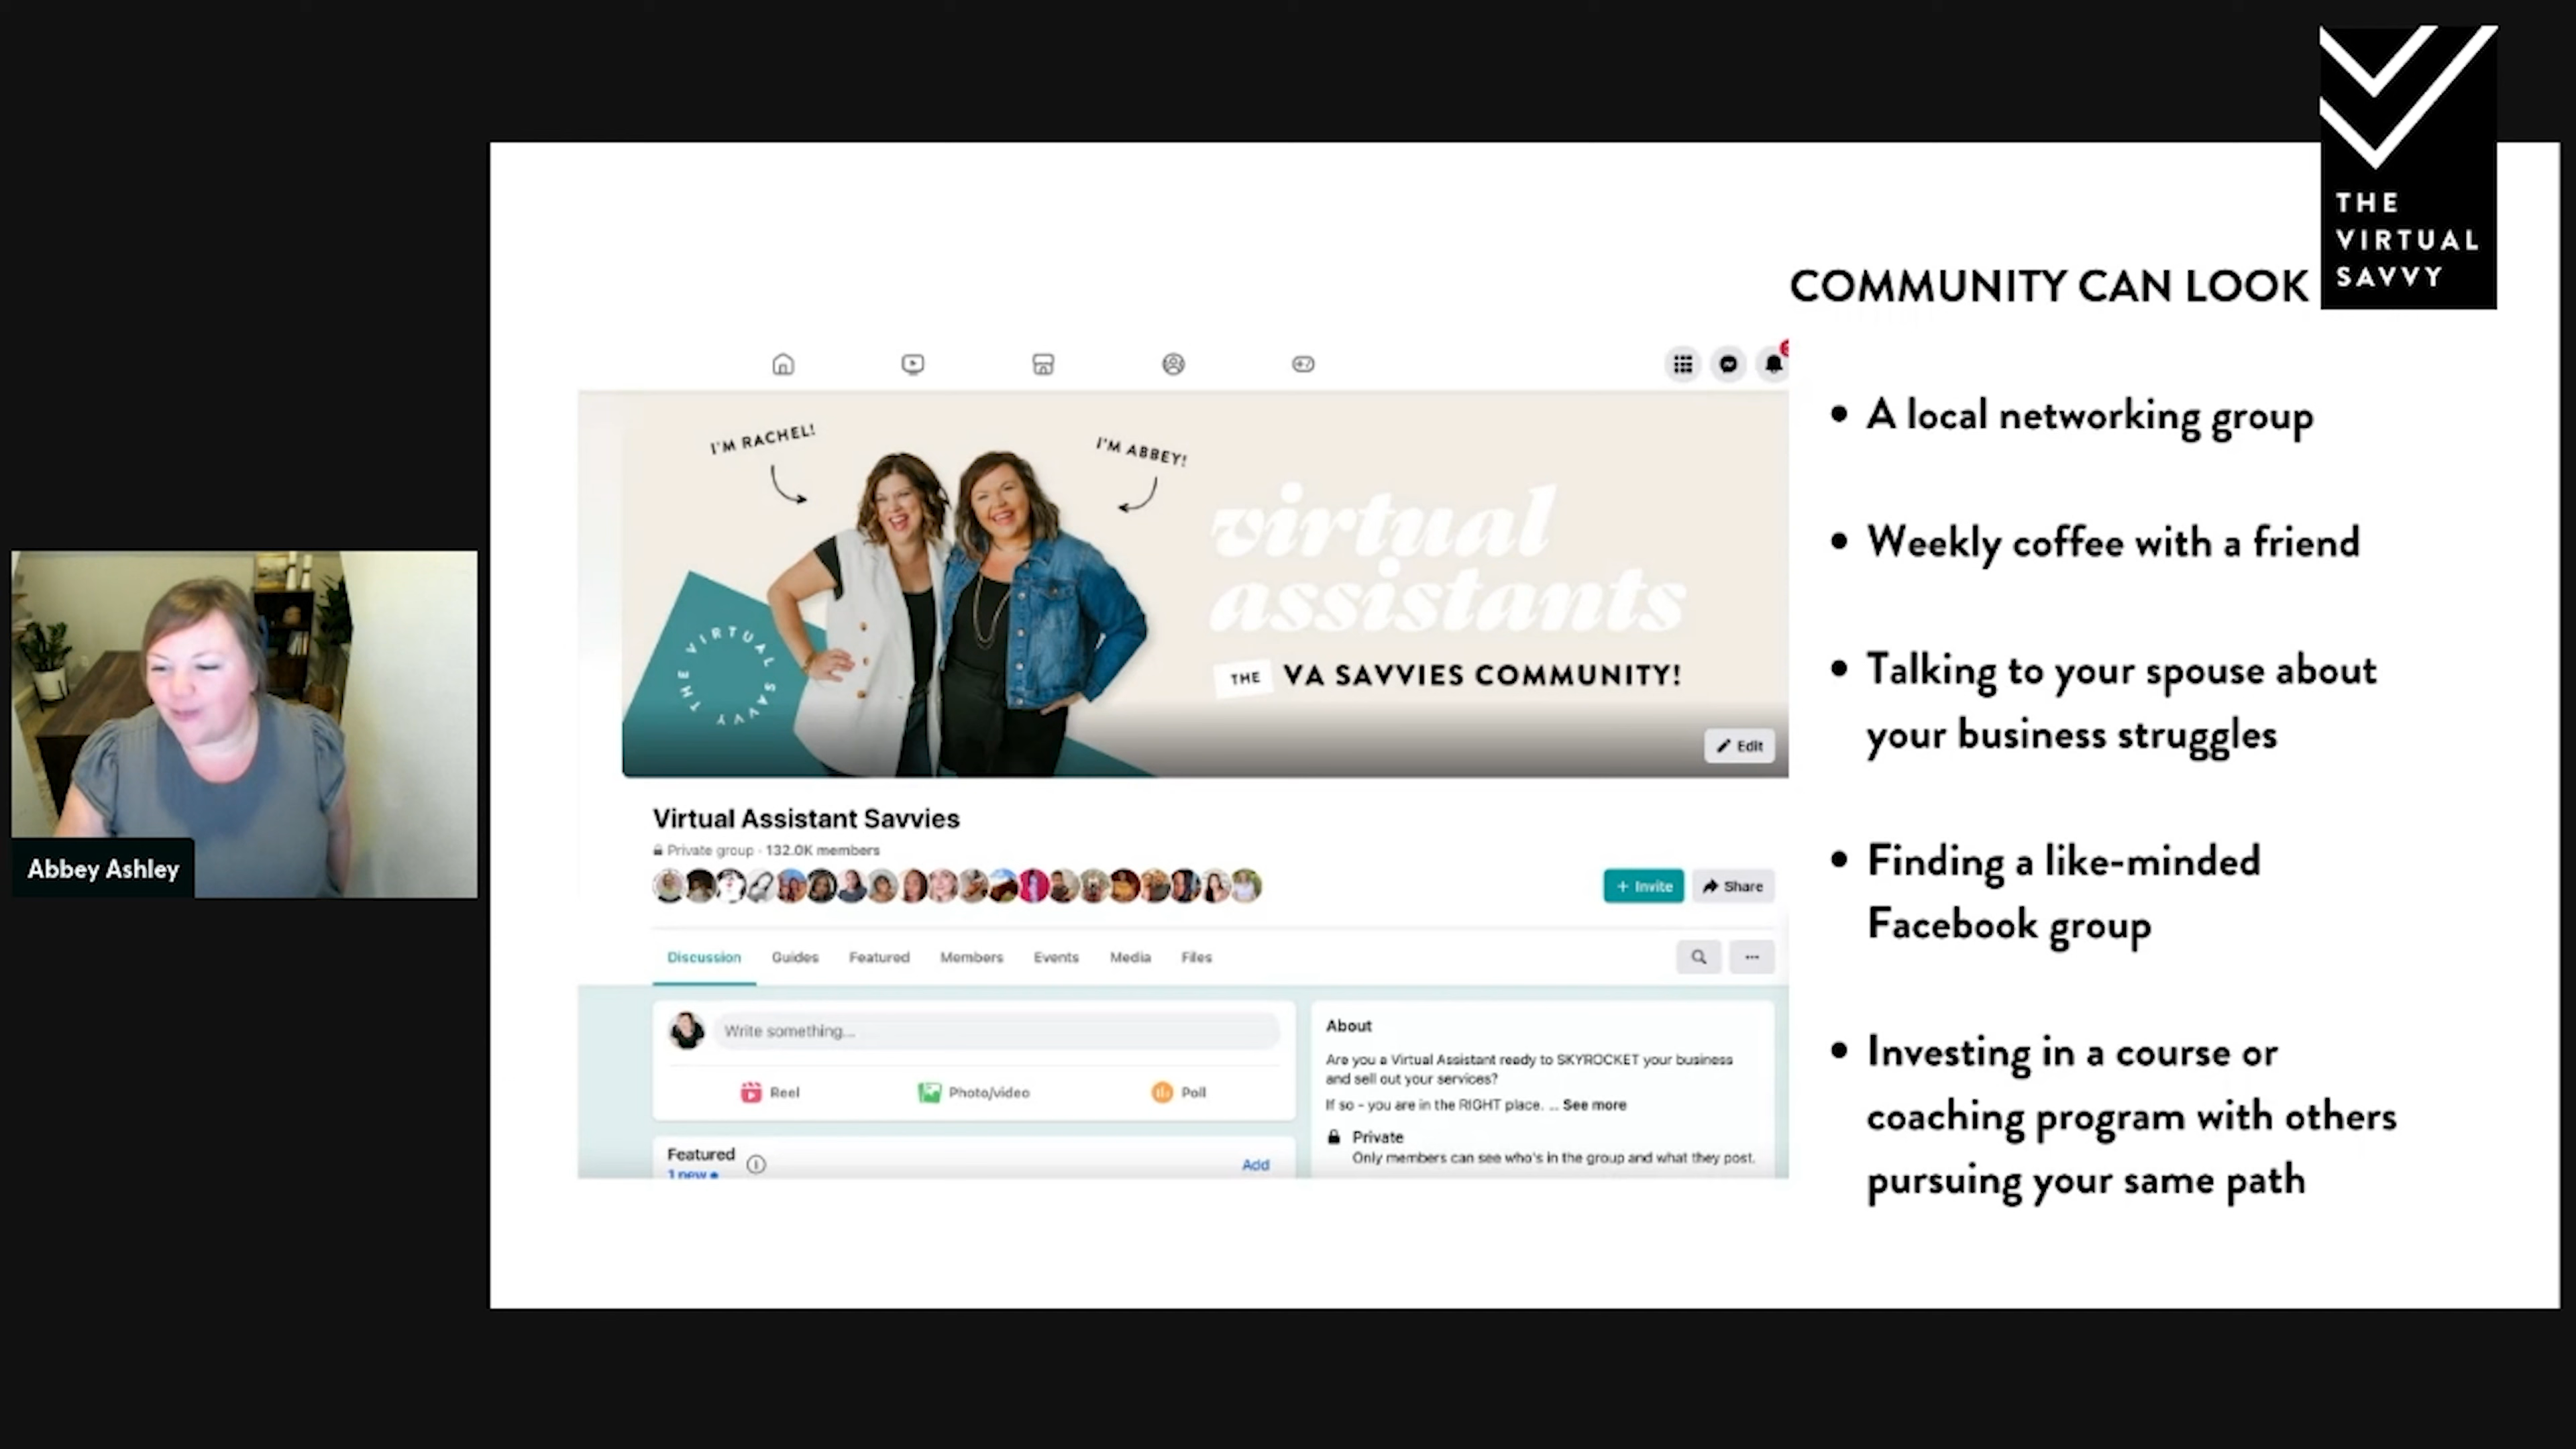 THE
VIRTUAL
SAVVY
COMMUNITY CAN LOOK
I'M RACHEL!
I'M ABBEY!
virtual
assistants
THE VA SAVVIES COMMUNITY!
THE VIRTUAL SAVVY
Edit
Virtual Assistant Savvies
Private group · 132.0K members
+ Invite
Share
Discussion
Guides
Featured
Members
Events
Media
Files
Write something...
Reel
Photo/video
Poll
Featured
1 new
Add
About
Are you a Virtual Assistant ready to SKYROCKET your business
and sell out your services?
If so - you are in the RIGHT place. ... See more
Private
Only members can see who's in the group and what they post.
• A local networking group
• Weekly coffee with a friend
• Talking to your spouse about
your business struggles
• Finding a like-minded
Facebook group
• Investing in a course or
coaching program with others
pursuing your same path
Abbey Ashley